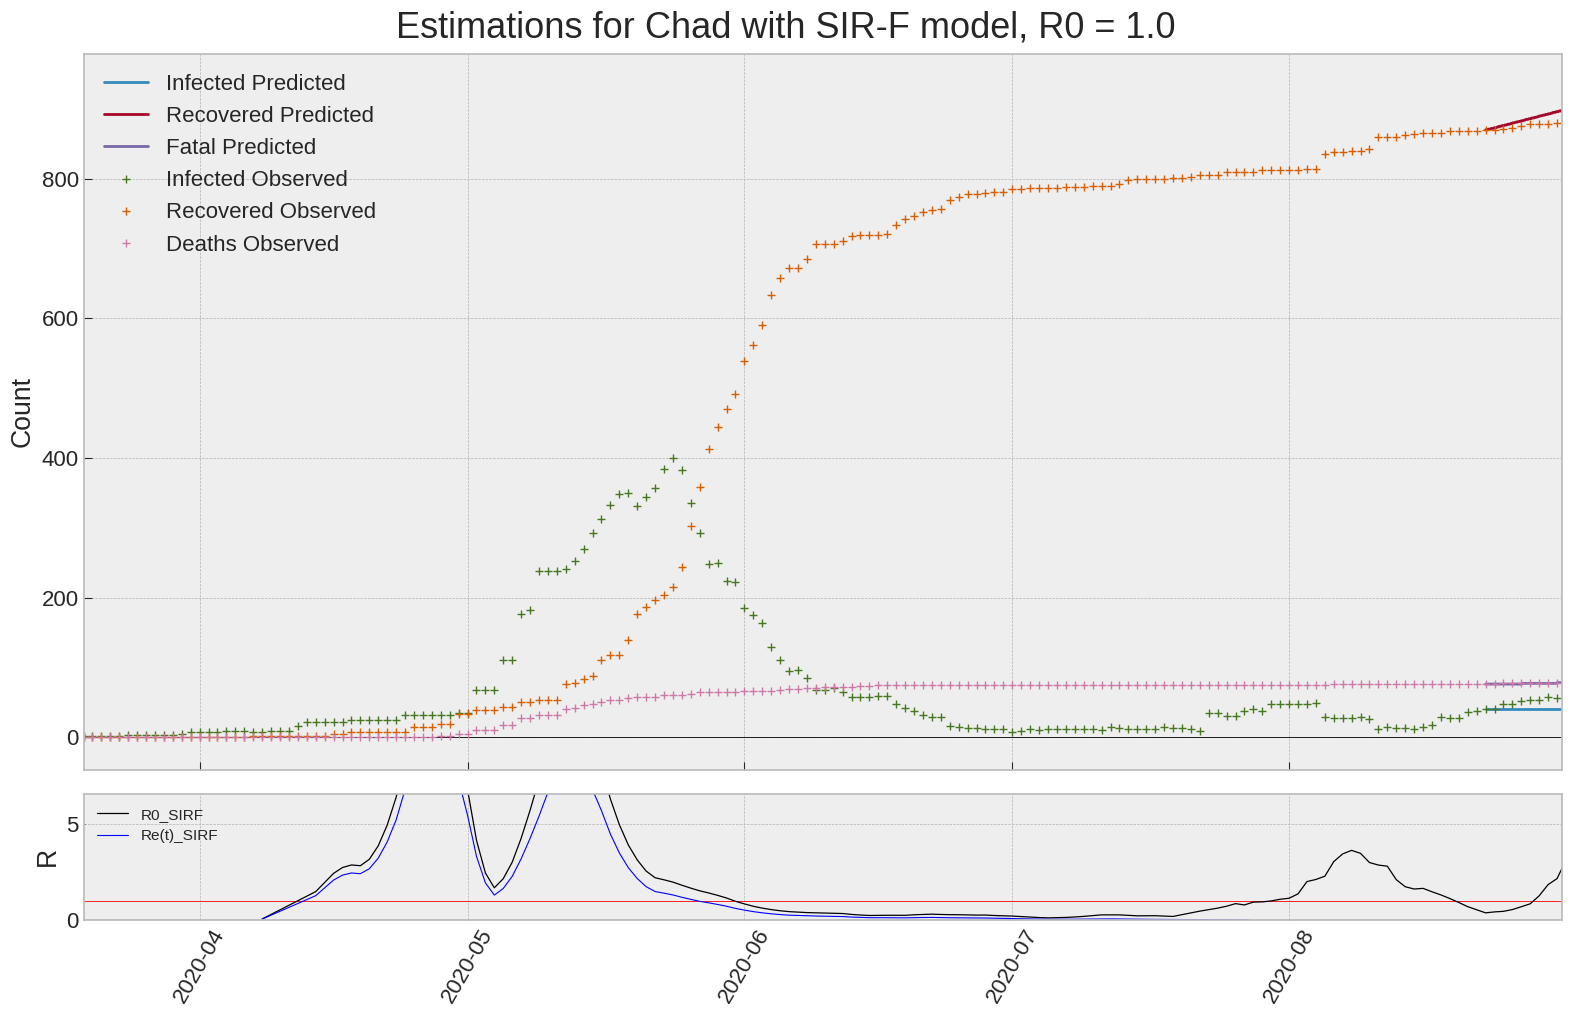 Estimations for Chad with SIR-F model, R0 = 1.0
Infected Predicted
Recovered Predicted
Fatal Predicted
Infected Observed
Recovered Observed
Deaths Observed
800
600
400
200
0
Count
R0_SIRF
Re(t)_SIRF
5
0
R
2020-04
2020-05
2020-06
2020-07
2020-08